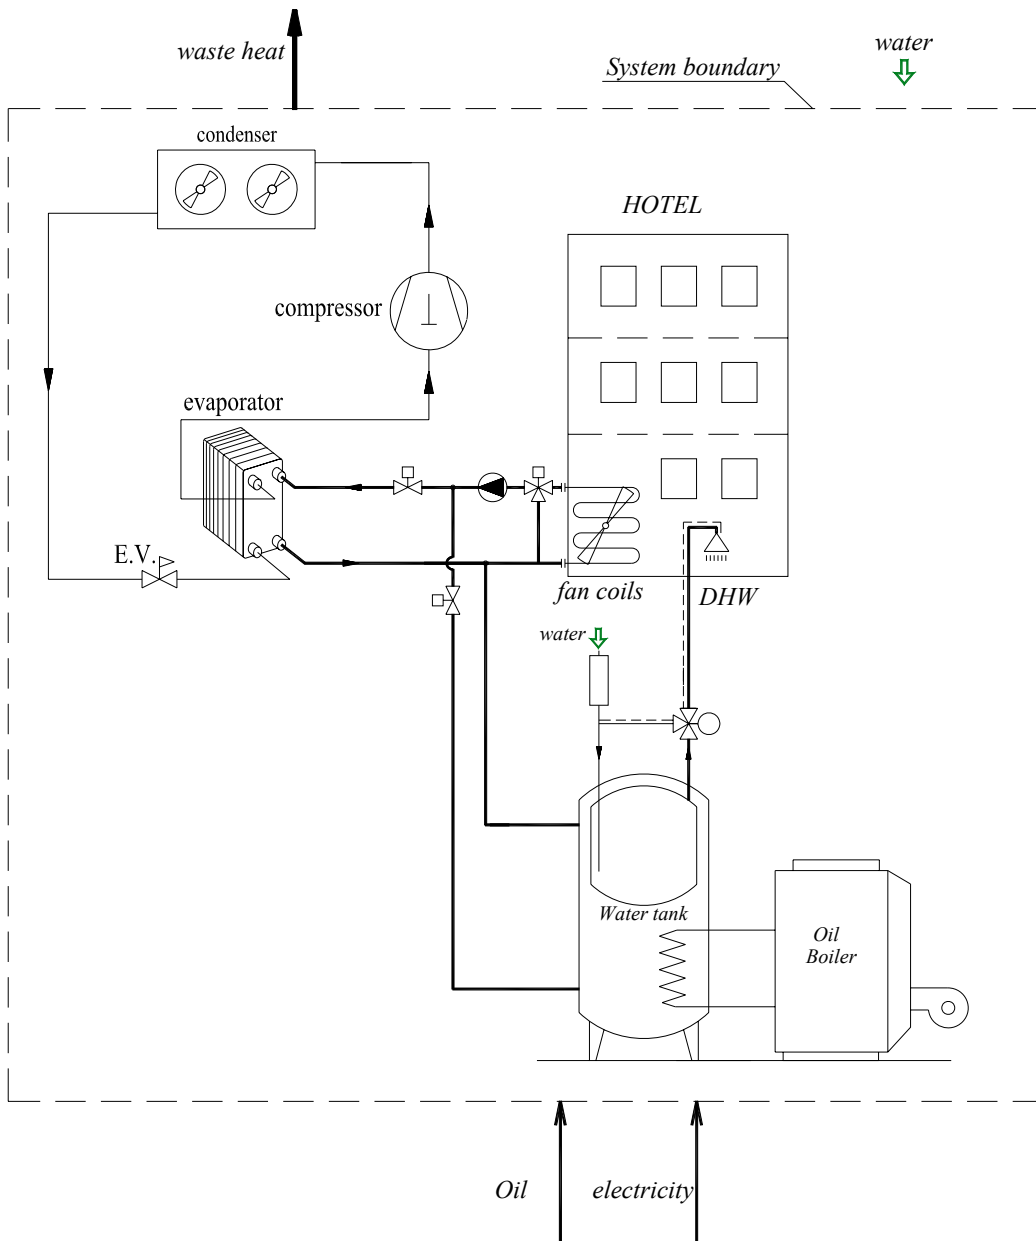 waste heat
water
System boundary
condenser
HOTEL
compressor
evaporator
E.V.
fan coils
DHW
water
Water tank
Oil
Boiler
Oil
electricity